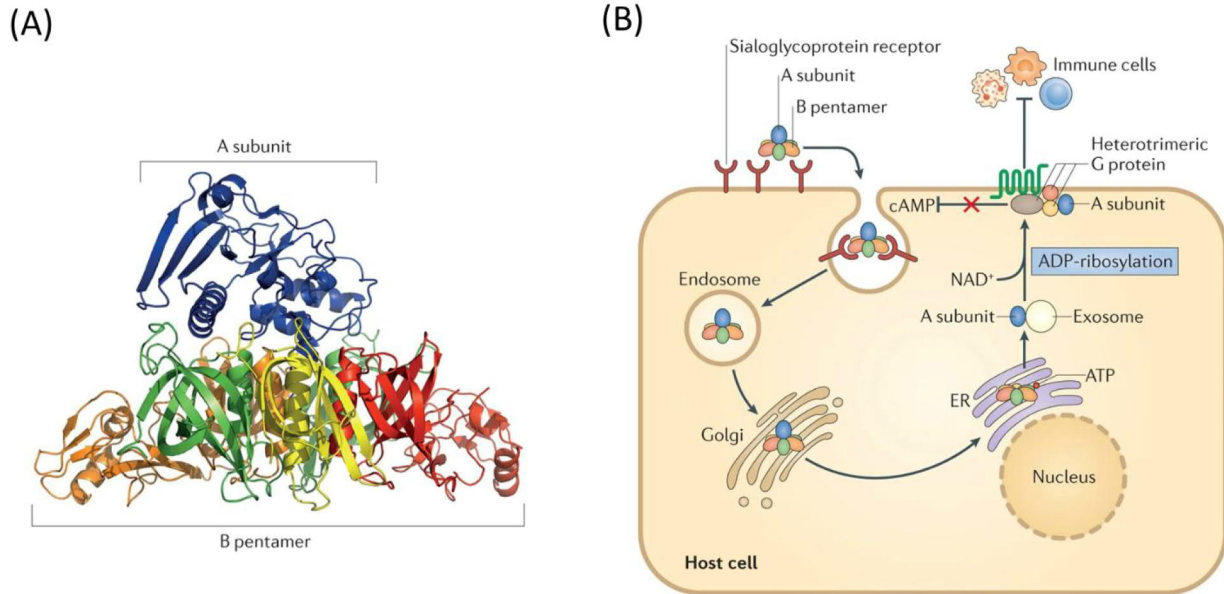 (A)
A subunit
B pentamer
(B)
Sialoglycoprotein receptor
A subunit
B pentamer
Immune cells
Heterotrimeric
G protein
cAMP
A subunit
ADP-ribosylation
NAD+
Endosome
A subunit
Exosome
ATP
ER
Golgi
Nucleus
Host cell